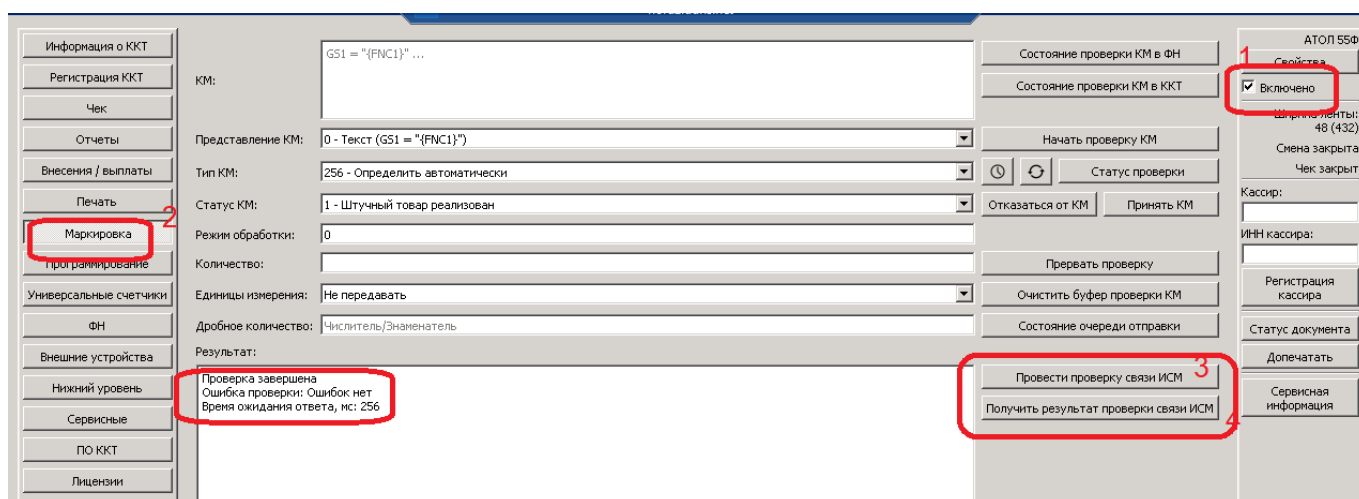 Информация о ККТ
Регистрация ККТ
Чек
Отчеты
Внесения / выплаты
Печать
2
Маркировка
Программирование
Универсальные счетчики
ФН
Внешние устройства
Нижний уровень
Сервисные
ПО ККТ
Лицензии
КМ:
GS1 = "{FNC1}" ...
Представление КМ:
0 - Текст (GS1 = "{FNC1}")
Тип КМ:
256 - Определить автоматически
Статус КМ:
1 - Штучный товар реализован
Режим обработки:
0
Количество:
Единицы измерения:
Не передавать
Дробное количество:
Числитель/Знаменатель
Результат:
Проверка завершена
Ошибка проверки: Ошибок нет
Время ожидания ответа, мс: 256
Состояние проверки КМ в ФН
Состояние проверки КМ в ККТ
Начать проверку КМ
Статус проверки
Отказаться от КМ
Принять КМ
Прервать проверку
Очистить буфер проверки КМ
Состояние очереди отправки
3
Провести проверку связи ИСМ
Получить результат проверки связи ИСМ
4
АТОЛ 55Ф
1
Свойства
Включено
Ширина ленты:
48 (432)
Смена закрыта
Чек закрыт
Кассир:
ИНН кассира:
Регистрация
кассира
Статус документа
Допечатать
Сервисная
информация